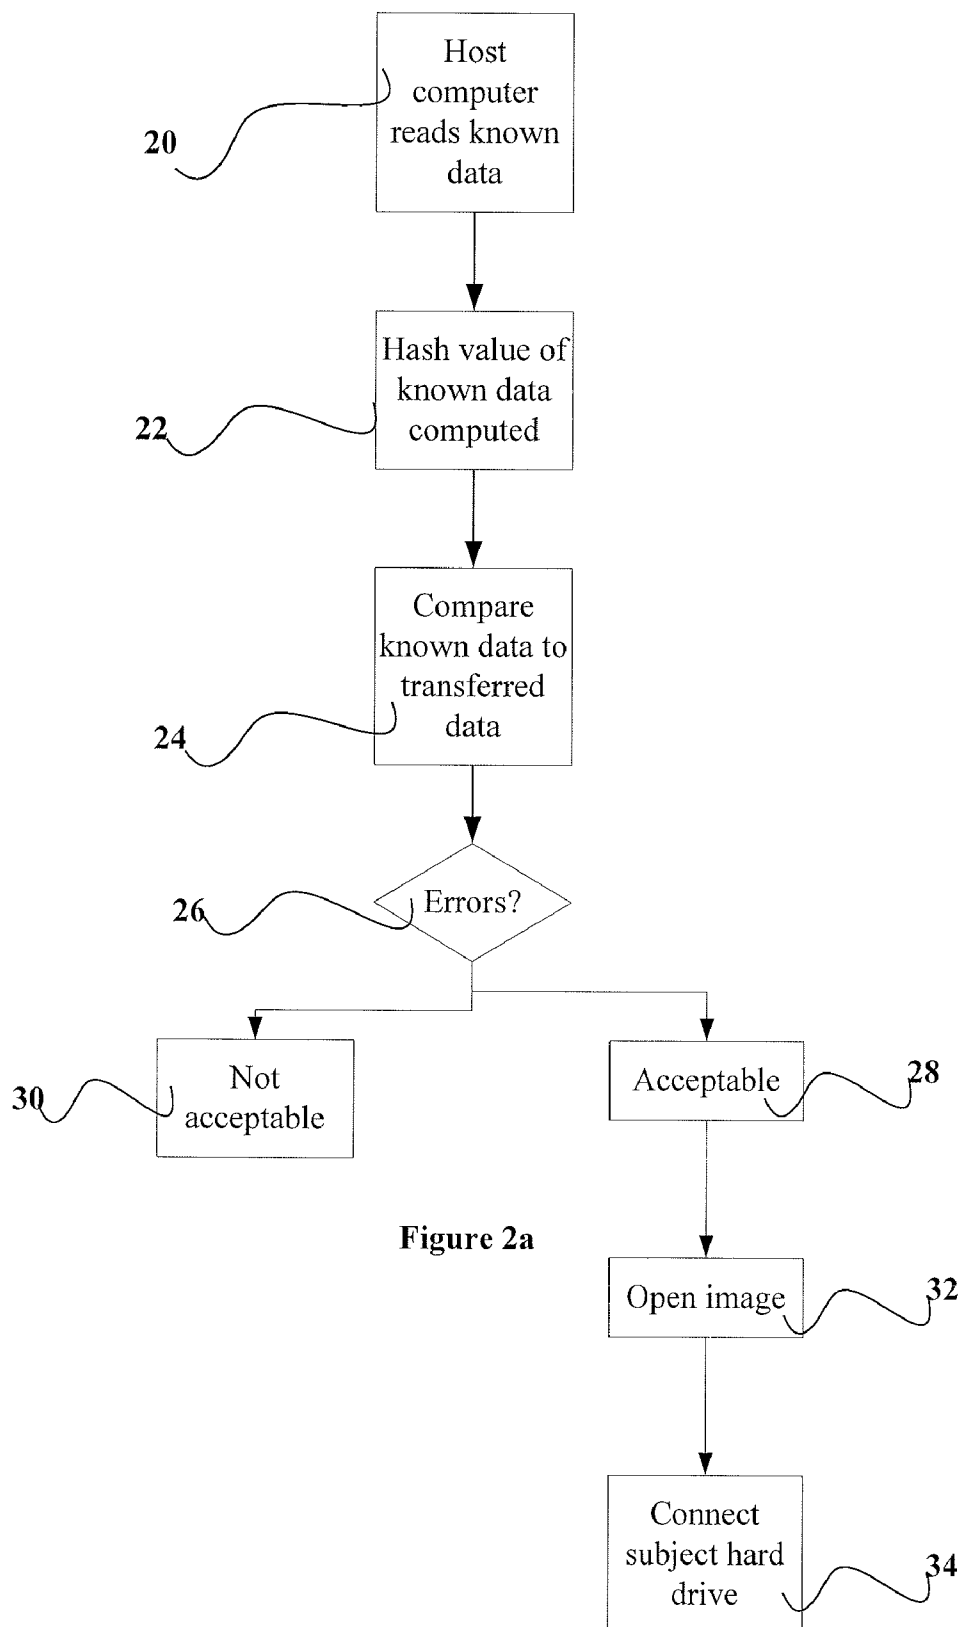 Host
computer
reads known
data
20
Hash value of
known data
computed
22
Compare
known data to
transferred
data
24
Errors?
26
Not
acceptable
30
Acceptable
28
Figure 2a
Open image
32
Connect
subject hard
drive
34